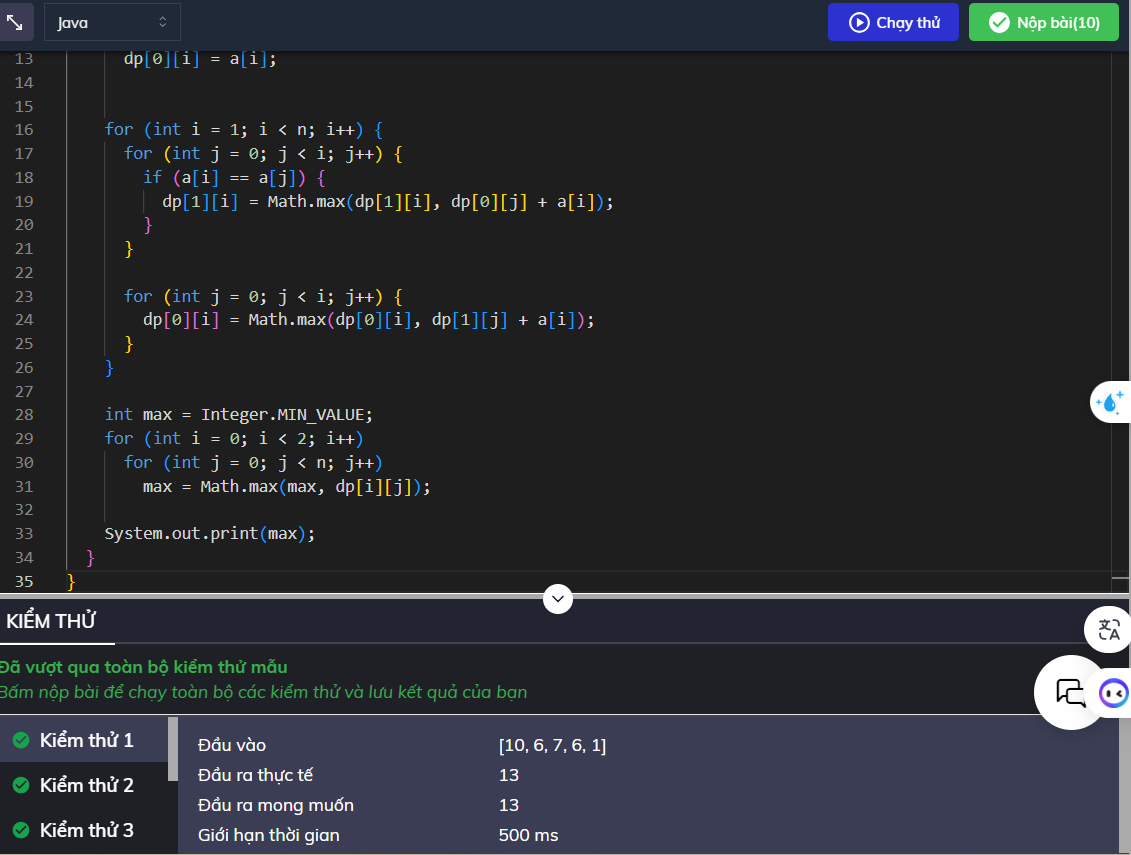 Java
Chạy thử
Nộp bài(10)
13 dp[0][i] = a[i];
14
15
16 for (int i = 1; i < n; i++) {
17 for (int j = 0; j < i; j++) {
18 if (a[i] == a[j]) {
19 dp[1][i] = Math.max(dp[1][i], dp[0][j] + a[i]);
20 }
21 }
22
23 for (int j = 0; j < i; j++) {
24 dp[0][i] = Math.max(dp[0][i], dp[1][j] + a[i]);
25 }
26 }
27
28 int max = Integer.MIN_VALUE;
29 for (int i = 0; i < 2; i++)
30 for (int j = 0; j < n; j++)
31 max = Math.max(max, dp[i][j]);
32
33 System.out.print(max);
34 }
35 }
KIỂM THỬ
Đã vượt qua toàn bộ kiểm thử mẫu
Bấm nộp bài để chạy toàn bộ các kiểm thử và lưu kết quả của bạn
Kiểm thử 1
Kiểm thử 2
Kiểm thử 3
Đầu vào [10, 6, 7, 6, 1]
Đầu ra thực tế 13
Đầu ra mong muốn 13
Giới hạn thời gian 500 ms